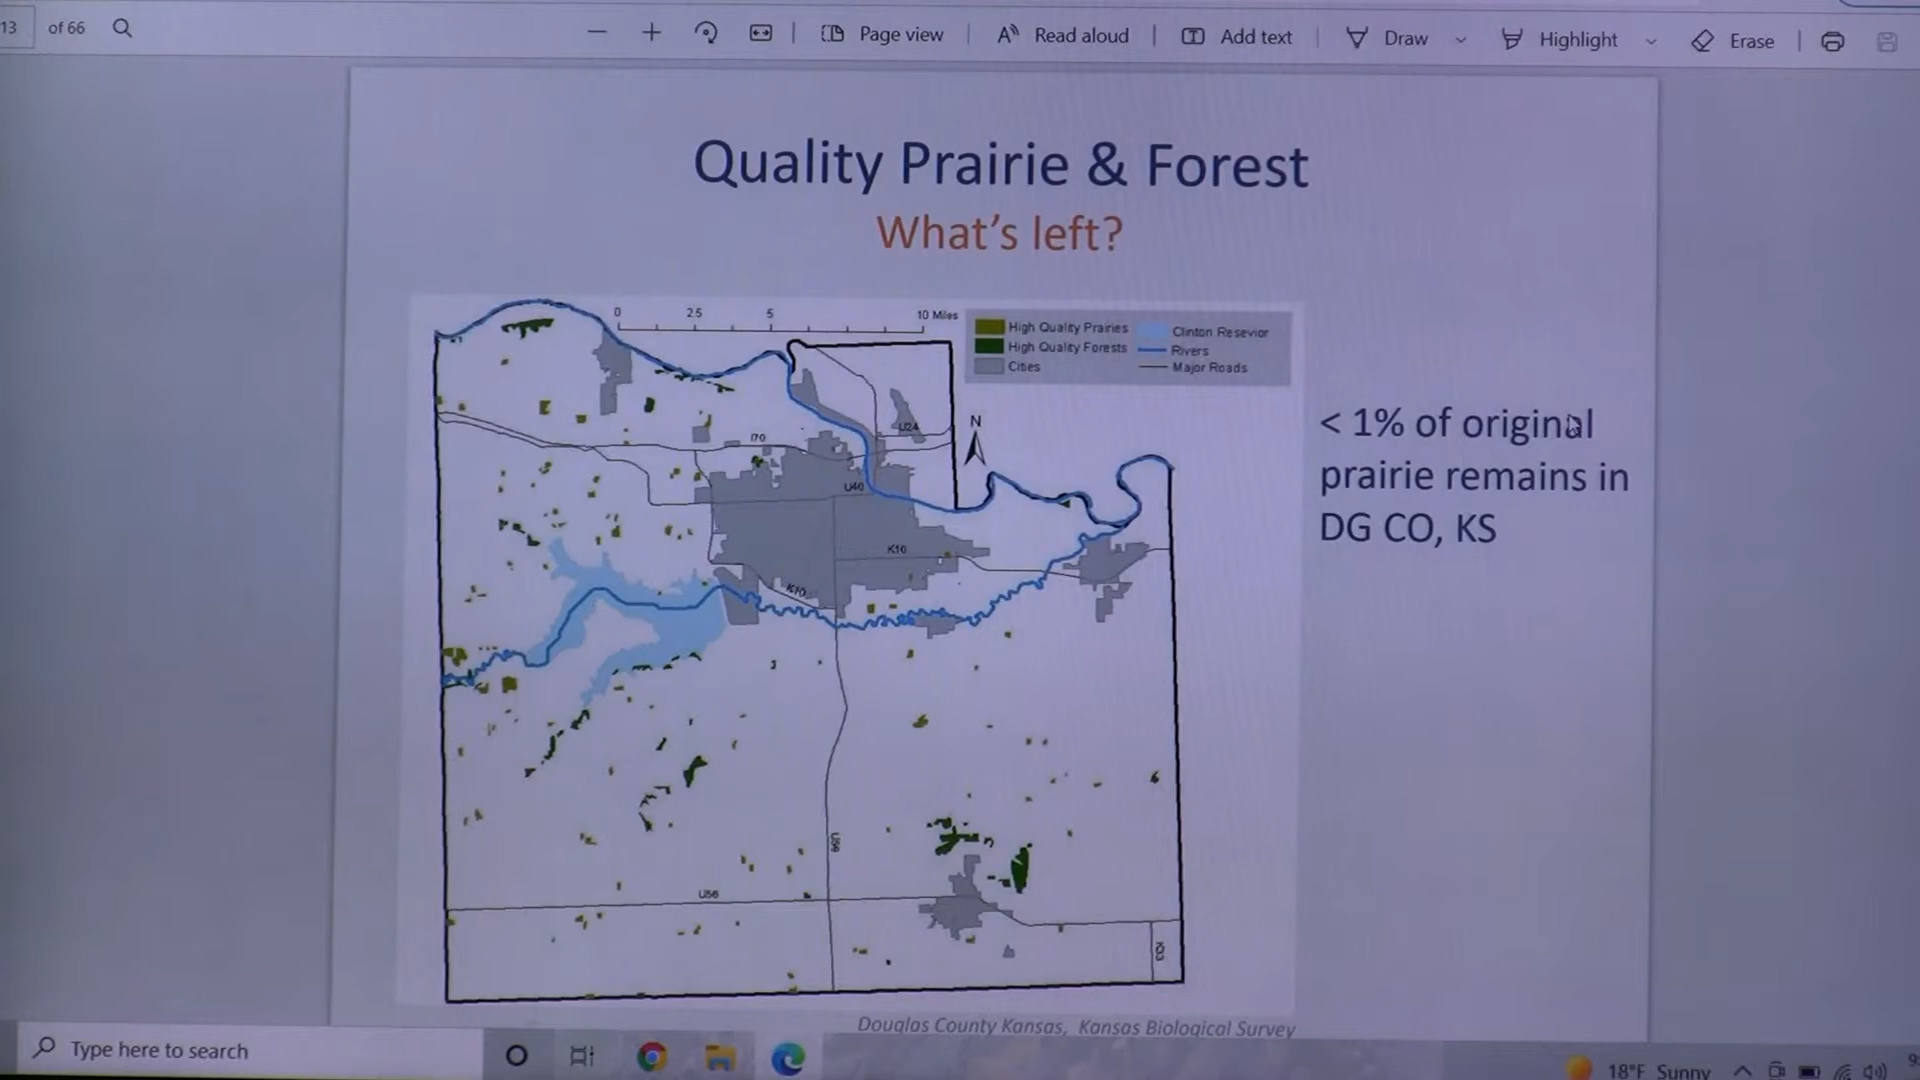 13 of 66
Page view
Read aloud
Add text
Draw
Highlight
Erase
Quality Prairie & Forest
What's left?
0 2.5 5 10 Miles
High Quality Prairies
High Quality Forests
Cities
Clinton Resevior
Rivers
Major Roads
N
U24
I70
U40
K10
K10
U59
U56
K33
< 1% of original
prairie remains in
DG CO, KS
Douglas County Kansas, Kansas Biological Survey
Type here to search
18°F Sunny